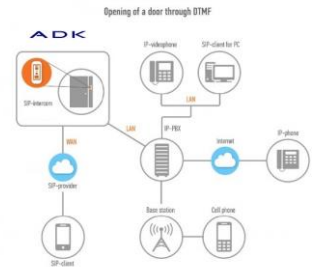 Opening of a door through DTMF
ADK
IP-videophone
SIP-client for PC
LAN
SIP-intercom
LAN
IP-PBX
WAN
Internet
IP-phone
SIP-provider
Base station
Cell phone
SIP-client